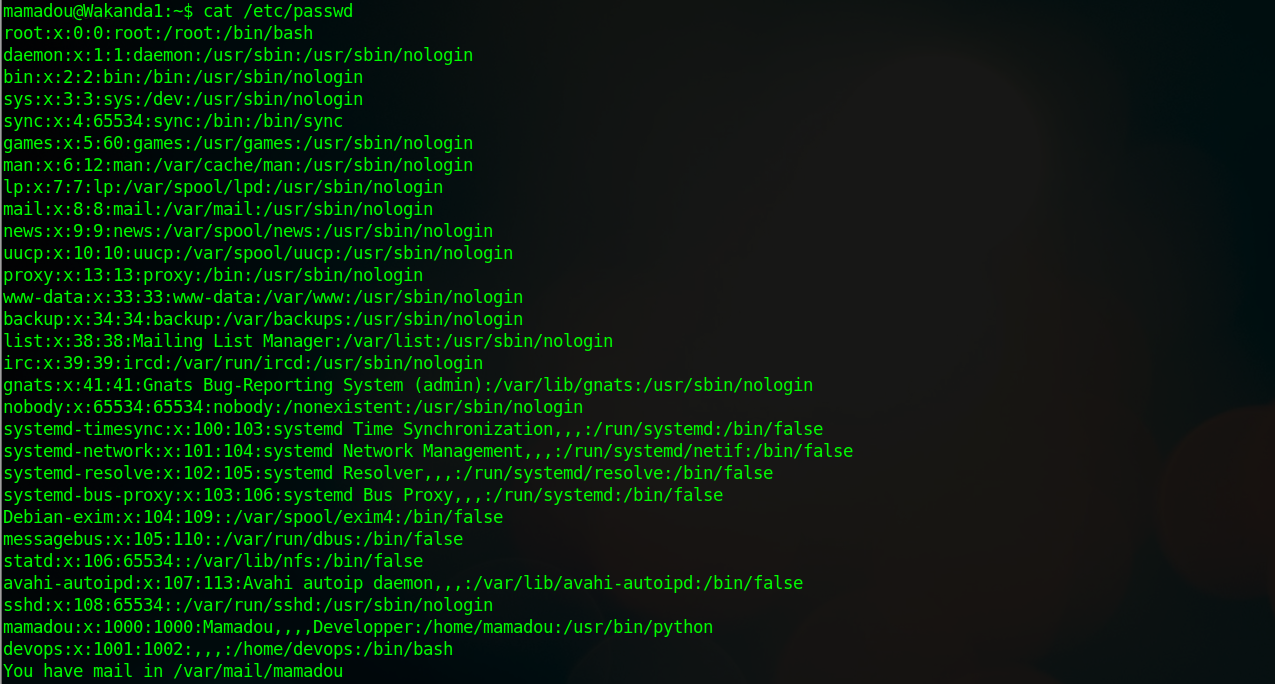 mamadou@Wakanda1:~$ cat /etc/passwd
root:x:0:0:root:/root:/bin/bash
daemon:x:1:1:daemon:/usr/sbin:/usr/sbin/nologin
bin:x:2:2:bin:/bin:/usr/sbin/nologin
sys:x:3:3:sys:/dev:/usr/sbin/nologin
sync:x:4:65534:sync:/bin:/bin/sync
games:x:5:60:games:/usr/games:/usr/sbin/nologin
man:x:6:12:man:/var/cache/man:/usr/sbin/nologin
lp:x:7:7:lp:/var/spool/lpd:/usr/sbin/nologin
mail:x:8:8:mail:/var/mail:/usr/sbin/nologin
news:x:9:9:news:/var/spool/news:/usr/sbin/nologin
uucp:x:10:10:uucp:/var/spool/uucp:/usr/sbin/nologin
proxy:x:13:13:proxy:/bin:/usr/sbin/nologin
www-data:x:33:33:www-data:/var/www:/usr/sbin/nologin
backup:x:34:34:backup:/var/backups:/usr/sbin/nologin
list:x:38:38:Mailing List Manager:/var/list:/usr/sbin/nologin
irc:x:39:39:ircd:/var/run/ircd:/usr/sbin/nologin
gnats:x:41:41:Gnats Bug-Reporting System (admin):/var/lib/gnats:/usr/sbin/nologin
nobody:x:65534:65534:nobody:/nonexistent:/usr/sbin/nologin
systemd-timesync:x:100:103:systemd Time Synchronization,,,:/run/systemd:/bin/false
systemd-network:x:101:104:systemd Network Management,,,:/run/systemd/netif:/bin/false
systemd-resolve:x:102:105:systemd Resolver,,,:/run/systemd/resolve:/bin/false
systemd-bus-proxy:x:103:106:systemd Bus Proxy,,,:/run/systemd:/bin/false
Debian-exim:x:104:109::/var/spool/exim4:/bin/false
messagebus:x:105:110::/var/run/dbus:/bin/false
statd:x:106:65534::/var/lib/nfs:/bin/false
avahi-autoipd:x:107:113:Avahi autoip daemon,,,:/var/lib/avahi-autoipd:/bin/false
sshd:x:108:65534::/var/run/sshd:/usr/sbin/nologin
mamadou:x:1000:1000:Mamadou,,,,Developper:/home/mamadou:/usr/bin/python
devops:x:1001:1002:,,,:/home/devops:/bin/bash
You have mail in /var/mail/mamadou